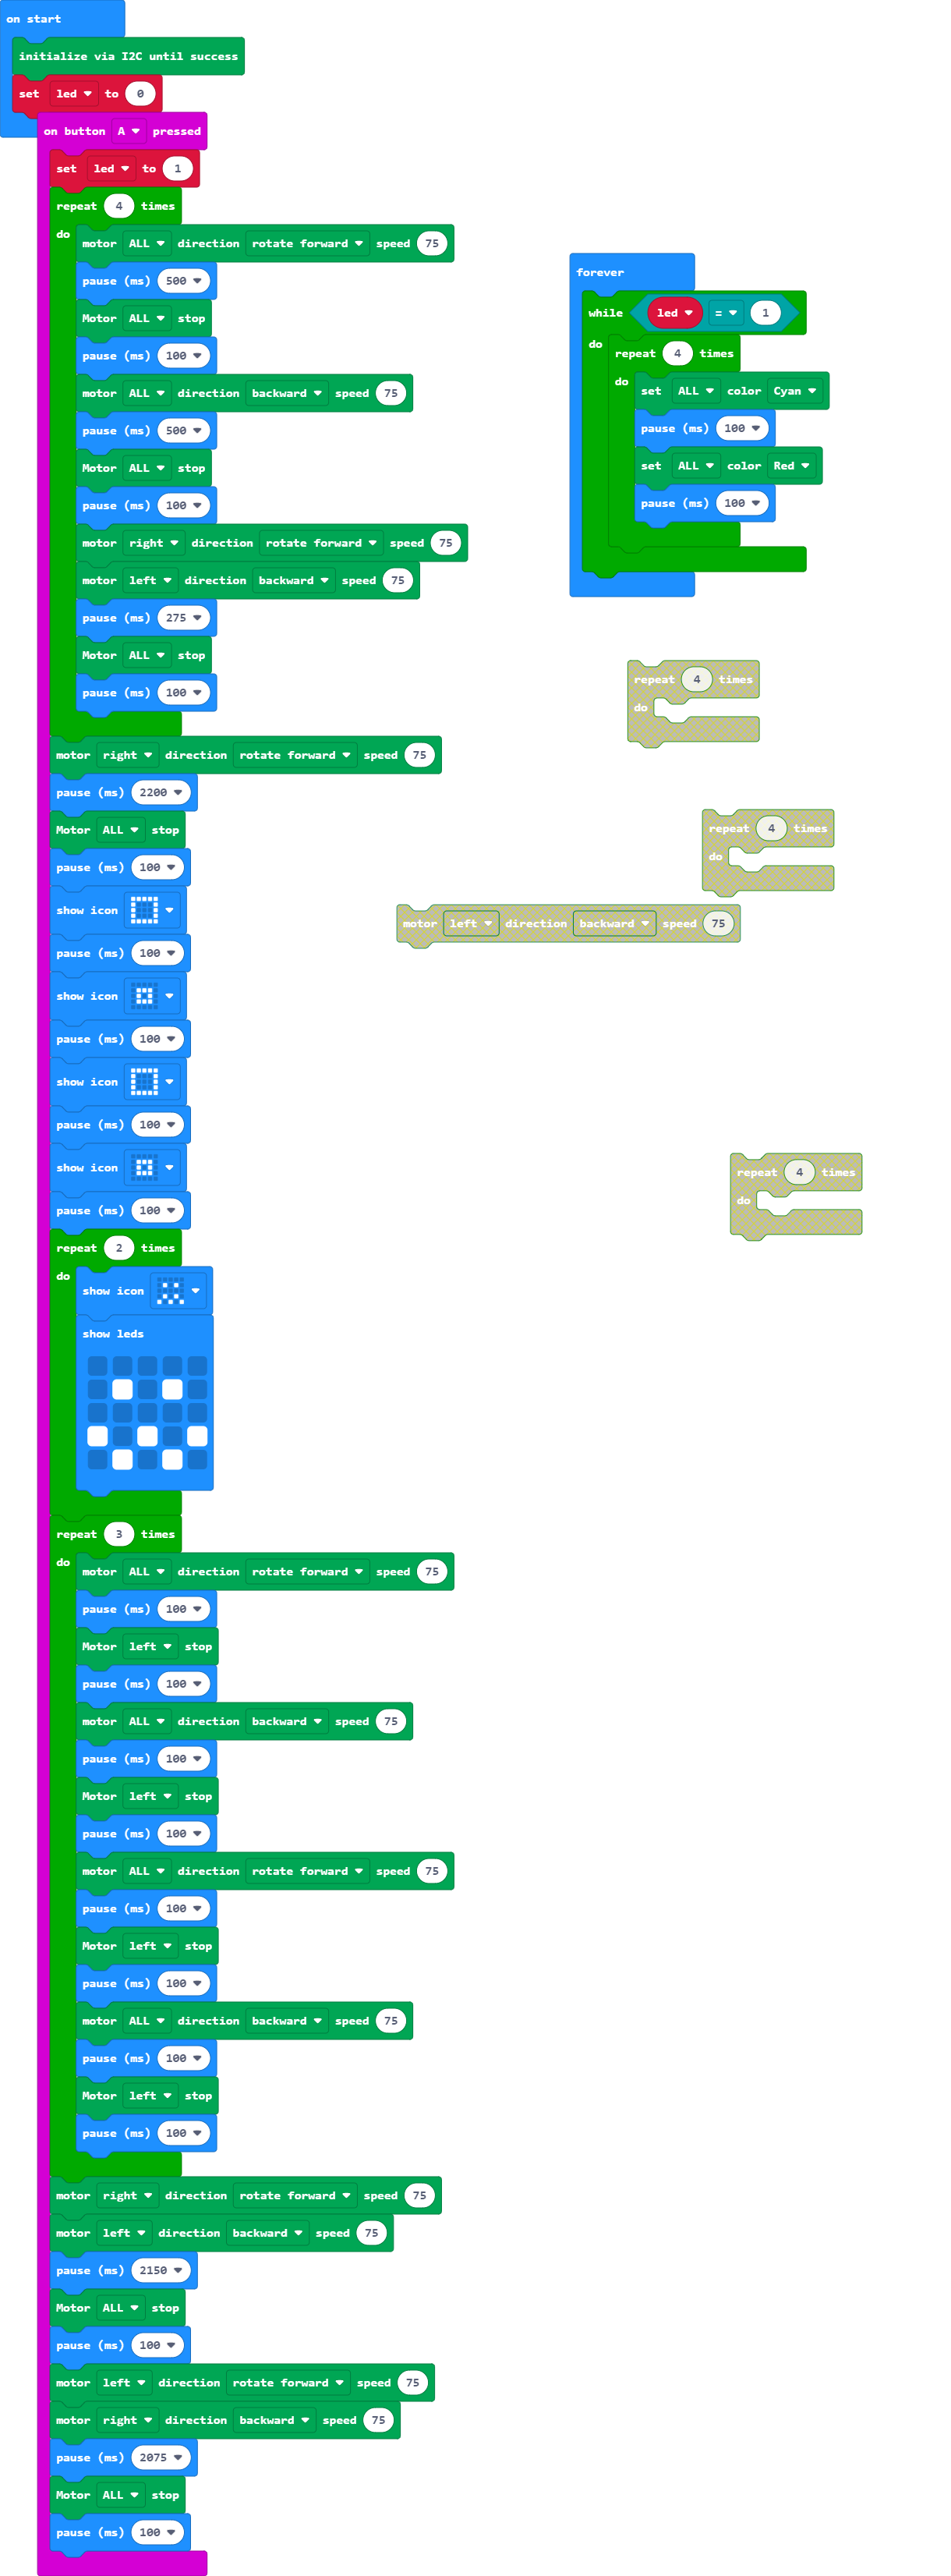 on start
initialize via I2C until success
set led to 0
on button A pressed
set led to 1
repeat 4 times
do
motor ALL direction rotate forward speed 75
pause (ms) 500
Motor ALL stop
pause (ms) 100
motor ALL direction backward speed 75
pause (ms) 500
Motor ALL stop
pause (ms) 100
motor right direction rotate forward speed 75
motor left direction backward speed 75
pause (ms) 275
Motor ALL stop
pause (ms) 100
motor right direction rotate forward speed 75
pause (ms) 2200
Motor ALL stop
pause (ms) 100
show icon
pause (ms) 100
show icon
pause (ms) 100
show icon
pause (ms) 100
show icon
pause (ms) 100
repeat 2 times
do
show icon
show leds
repeat 3 times
do
motor ALL direction rotate forward speed 75
pause (ms) 100
Motor left stop
pause (ms) 100
motor ALL direction backward speed 75
pause (ms) 100
Motor left stop
pause (ms) 100
motor ALL direction rotate forward speed 75
pause (ms) 100
Motor left stop
pause (ms) 100
motor ALL direction backward speed 75
pause (ms) 100
Motor left stop
pause (ms) 100
motor right direction rotate forward speed 75
motor left direction backward speed 75
pause (ms) 2150
Motor ALL stop
pause (ms) 100
motor left direction rotate forward speed 75
motor right direction backward speed 75
pause (ms) 2075
Motor ALL stop
pause (ms) 100
forever
while led = 1
do
repeat 4 times
do
set ALL color Cyan
pause (ms) 100
set ALL color Red
pause (ms) 100
repeat 4 times
do
repeat 4 times
do
motor left direction backward speed 75
repeat 4 times
do